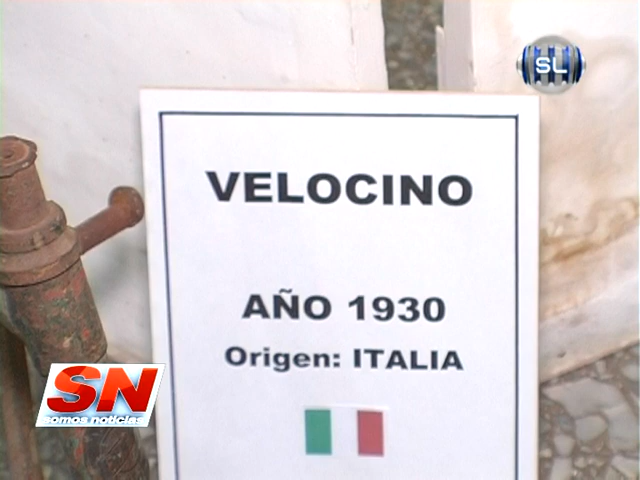 SL
VELOCINO
AÑO 1930
Origen: ITALIA
SN
somos noticias